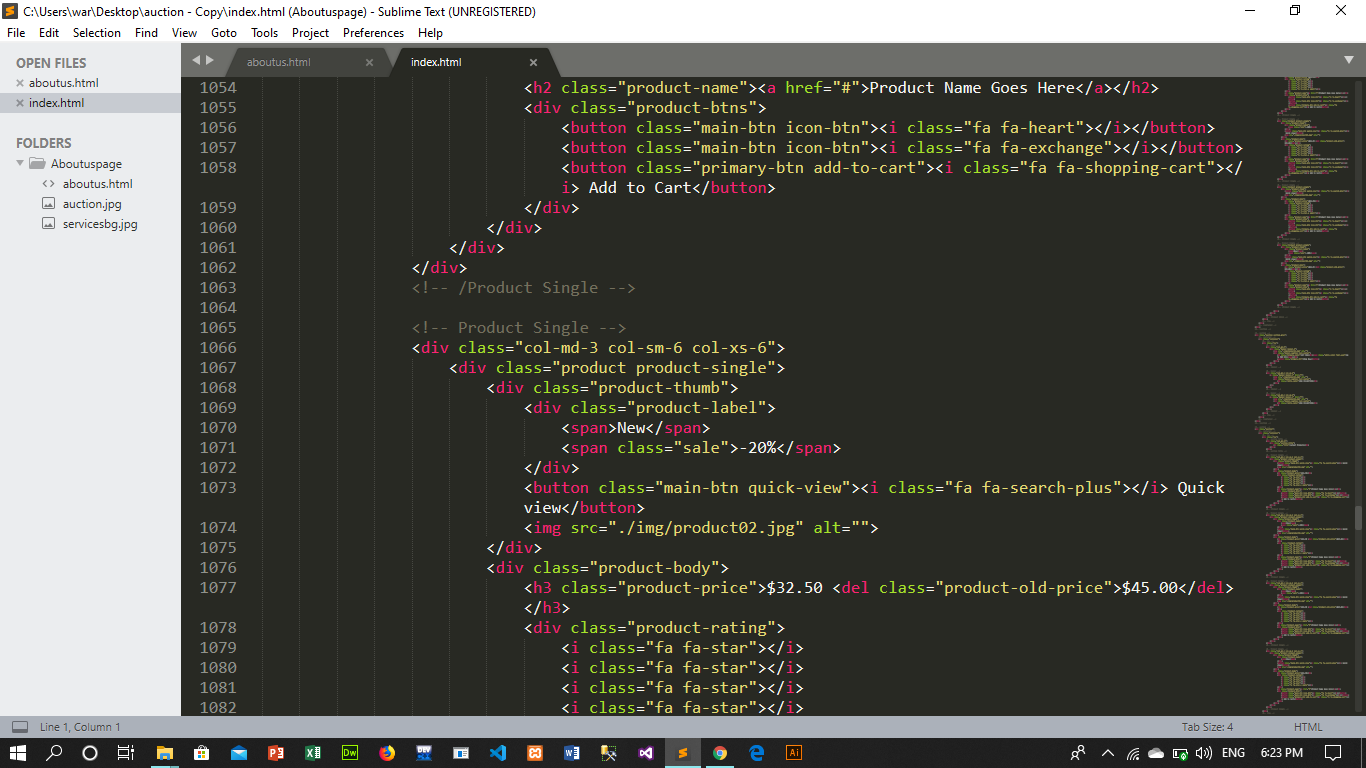 C:\Users\war\Desktop\auction - Copy\index.html (Aboutuspage) - Sublime Text (UNREGISTERED)
File Edit Selection Find View Goto Tools Project Preferences Help
OPEN FILES
aboutus.html
index.html
FOLDERS
Aboutuspage
aboutus.html
auction.jpg
servicesbg.jpg
aboutus.html index.html
1054 <h2 class="product-name"><a href="#">Product Name Goes Here</a></h2>
1055 <div class="product-btns">
1056 <button class="main-btn icon-btn"><i class="fa fa-heart"></i></button>
1057 <button class="main-btn icon-btn"><i class="fa fa-exchange"></i></button>
1058 <button class="primary-btn add-to-cart"><i class="fa fa-shopping-cart"></
i> Add to Cart</button>
1059 </div>
1060 </div>
1061 </div>
1062 </div>
1063 <!-- /Product Single -->
1064
1065 <!-- Product Single -->
1066 <div class="col-md-3 col-sm-6 col-xs-6">
1067 <div class="product product-single">
1068 <div class="product-thumb">
1069 <div class="product-label">
1070 <span>New</span>
1071 <span class="sale">-20%</span>
1072 </div>
1073 <button class="main-btn quick-view"><i class="fa fa-search-plus"></i> Quick
view</button>
1074 <img src="./img/product02.jpg" alt="">
1075 </div>
1076 <div class="product-body">
1077 <h3 class="product-price">$32.50 <del class="product-old-price">$45.00</del>
</h3>
1078 <div class="product-rating">
1079 <i class="fa fa-star"></i>
1080 <i class="fa fa-star"></i>
1081 <i class="fa fa-star"></i>
1082 <i class="fa fa-star"></i>
Line 1, Column 1 Tab Size: 4 HTML
ENG 6:23 PM